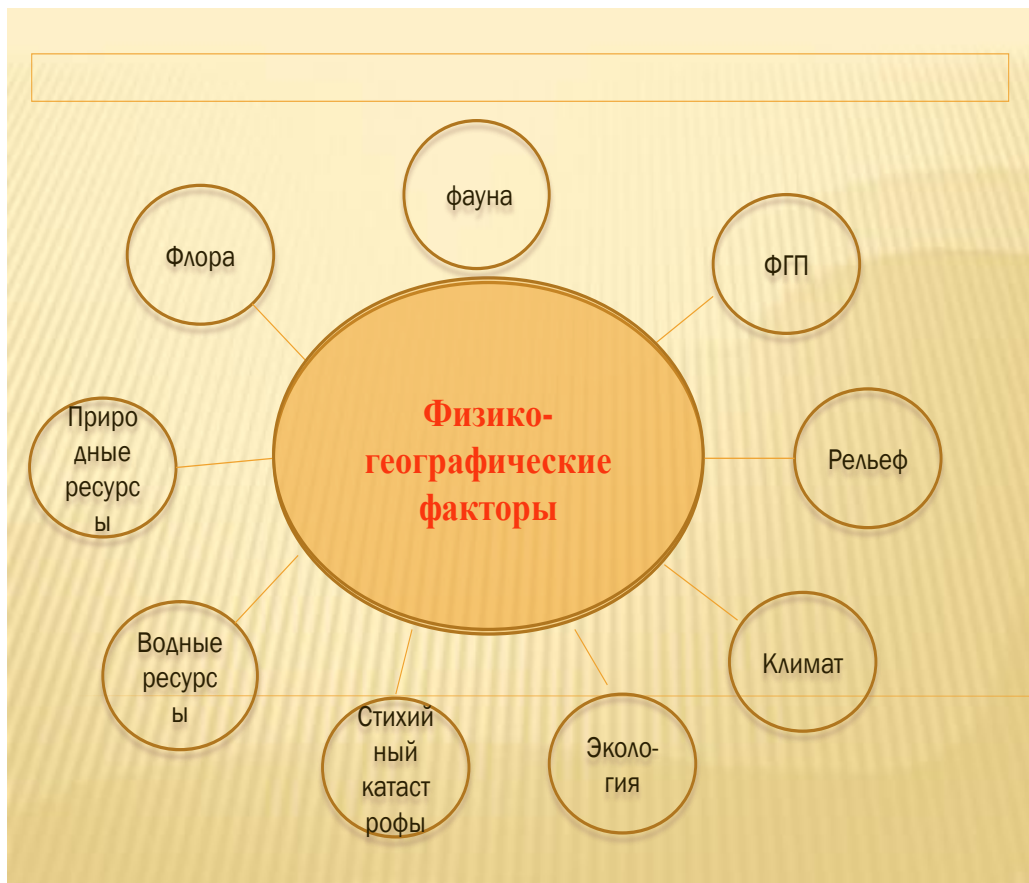 фауна
Флора
ФГП
Физико-
географические
факторы
Приро
дные
ресурс
ы
Рельеф
Водные
ресурс
ы
Климат
Стихий
ный
катаст
рофы
Эколо-
гия